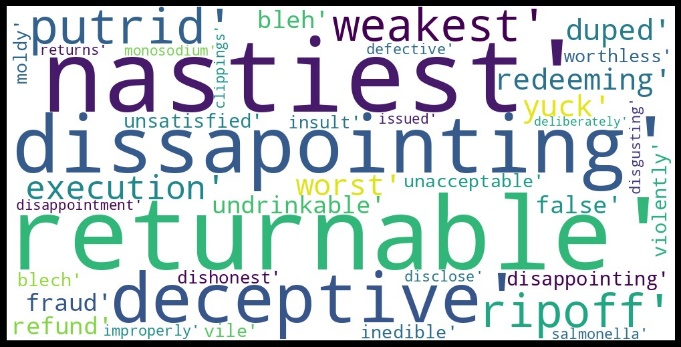 putrid'
bleh'
weakest'
duped'
moldy'
returns'
monosodium'
clippings'
defective'
worthless'
nastiest'
redeeming'
yuck'
unsatisfied'
insult'
issued'
deliberately'
dissapointing'
disgusting'
execution'
worst'
unacceptable'
violently'
disappointment'
undrinkable'
false'
returnable'
blech'
dishonest'
disclose'
disappointing'
fraud'
deceptive'
ripoff'
refund'
improperly'
vile'
inedible'
salmonella'